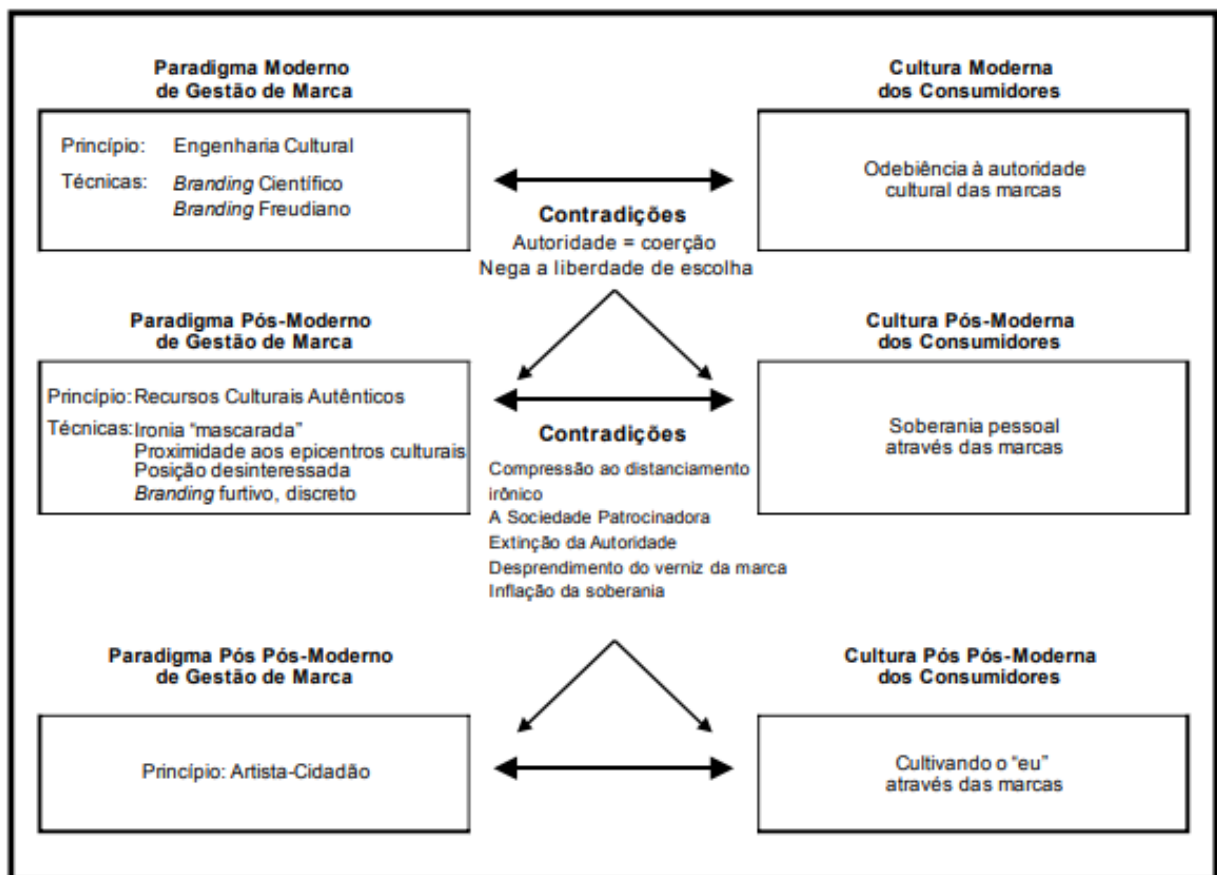 Paradigma Moderno
de Gestão de Marca
Princípio: Engenharia Cultural
Técnicas: Branding Científico
Branding Freudiano
Cultura Moderna
dos Consumidores
Odebiência à autoridade
cultural das marcas
Contradições
Autoridade = coerção
Nega a liberdade de escolha
Paradigma Pós-Moderno
de Gestão de Marca
Princípio: Recursos Culturais Autênticos
Técnicas: Ironia “mascarada”
Proximidade aos epicentros culturais
Posição desinteressada
Branding furtivo, discreto
Cultura Pós-Moderna
dos Consumidores
Soberania pessoal
através das marcas
Contradições
Compressão ao distanciamento
irônico
A Sociedade Patrocinadora
Extinção da Autoridade
Desprendimento do verniz da marca
Inflação da soberania
Paradigma Pós Pós-Moderno
de Gestão de Marca
Princípio: Artista-Cidadão
Cultura Pós Pós-Moderna
dos Consumidores
Cultivando o “eu”
através das marcas